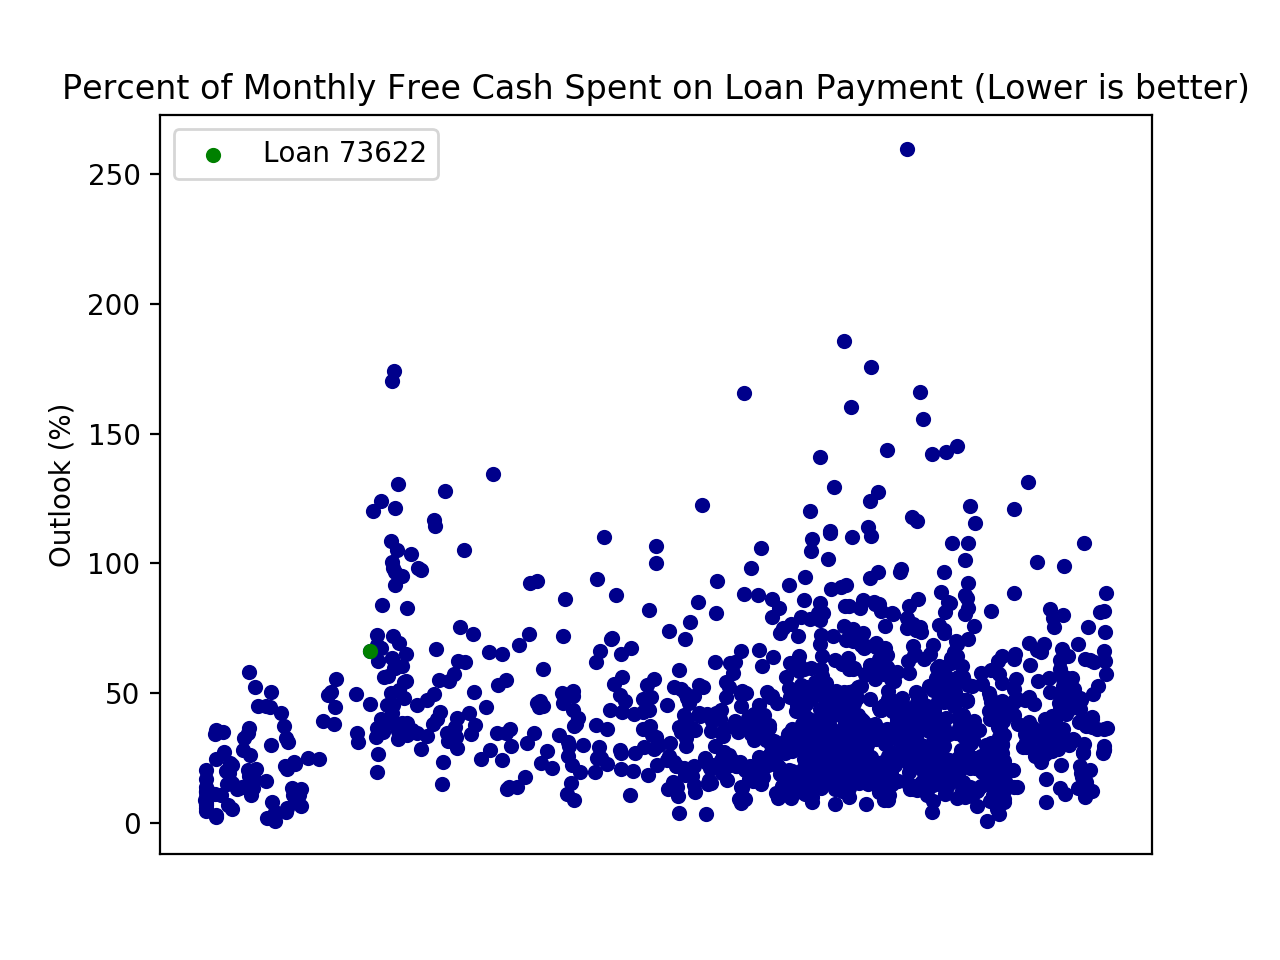 Percent of Monthly Free Cash Spent on Loan Payment (Lower is better)
Loan 73622
250
200
150
100
50
0
Outlook (%)